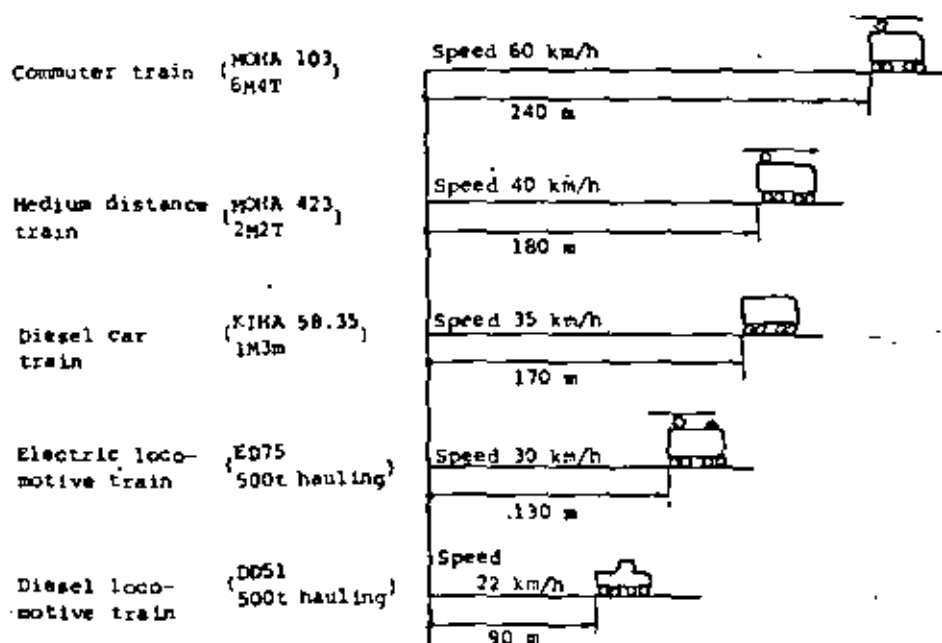 Commuter train (MOHA 103 6M4T)
Speed 60 km/h
240 m
Medium distance train (MOHA 423 2M2T)
Speed 40 km/h
180 m
Diesel car train (KIHA 58.35 1M3m)
Speed 35 km/h
170 m
Electric loco-
motive train (ED75 500t hauling)
Speed 30 km/h
130 m
Diesel loco-
motive train (DD51 500t hauling)
Speed
22 km/h
90 m